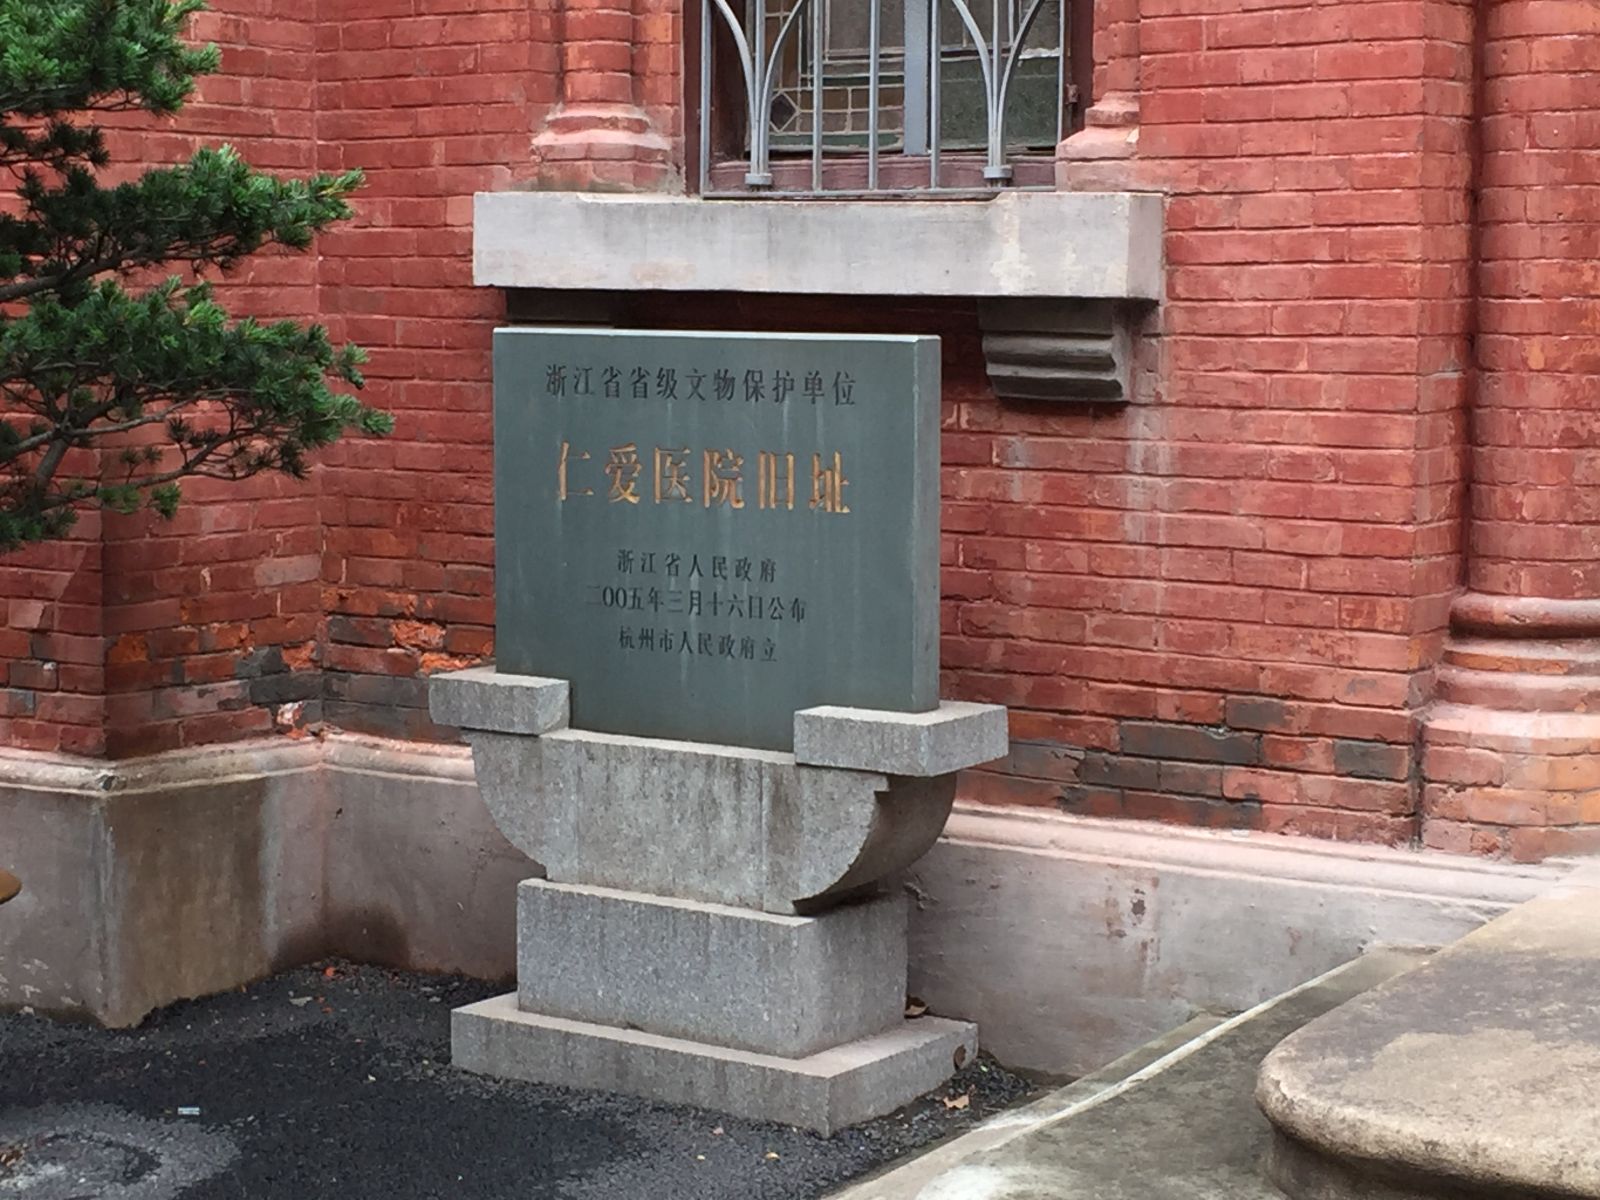 浙江省省级文物保护单位
仁爱医院旧址
浙江省人民政府
二〇〇五年三月十六日公布
杭州市人民政府立